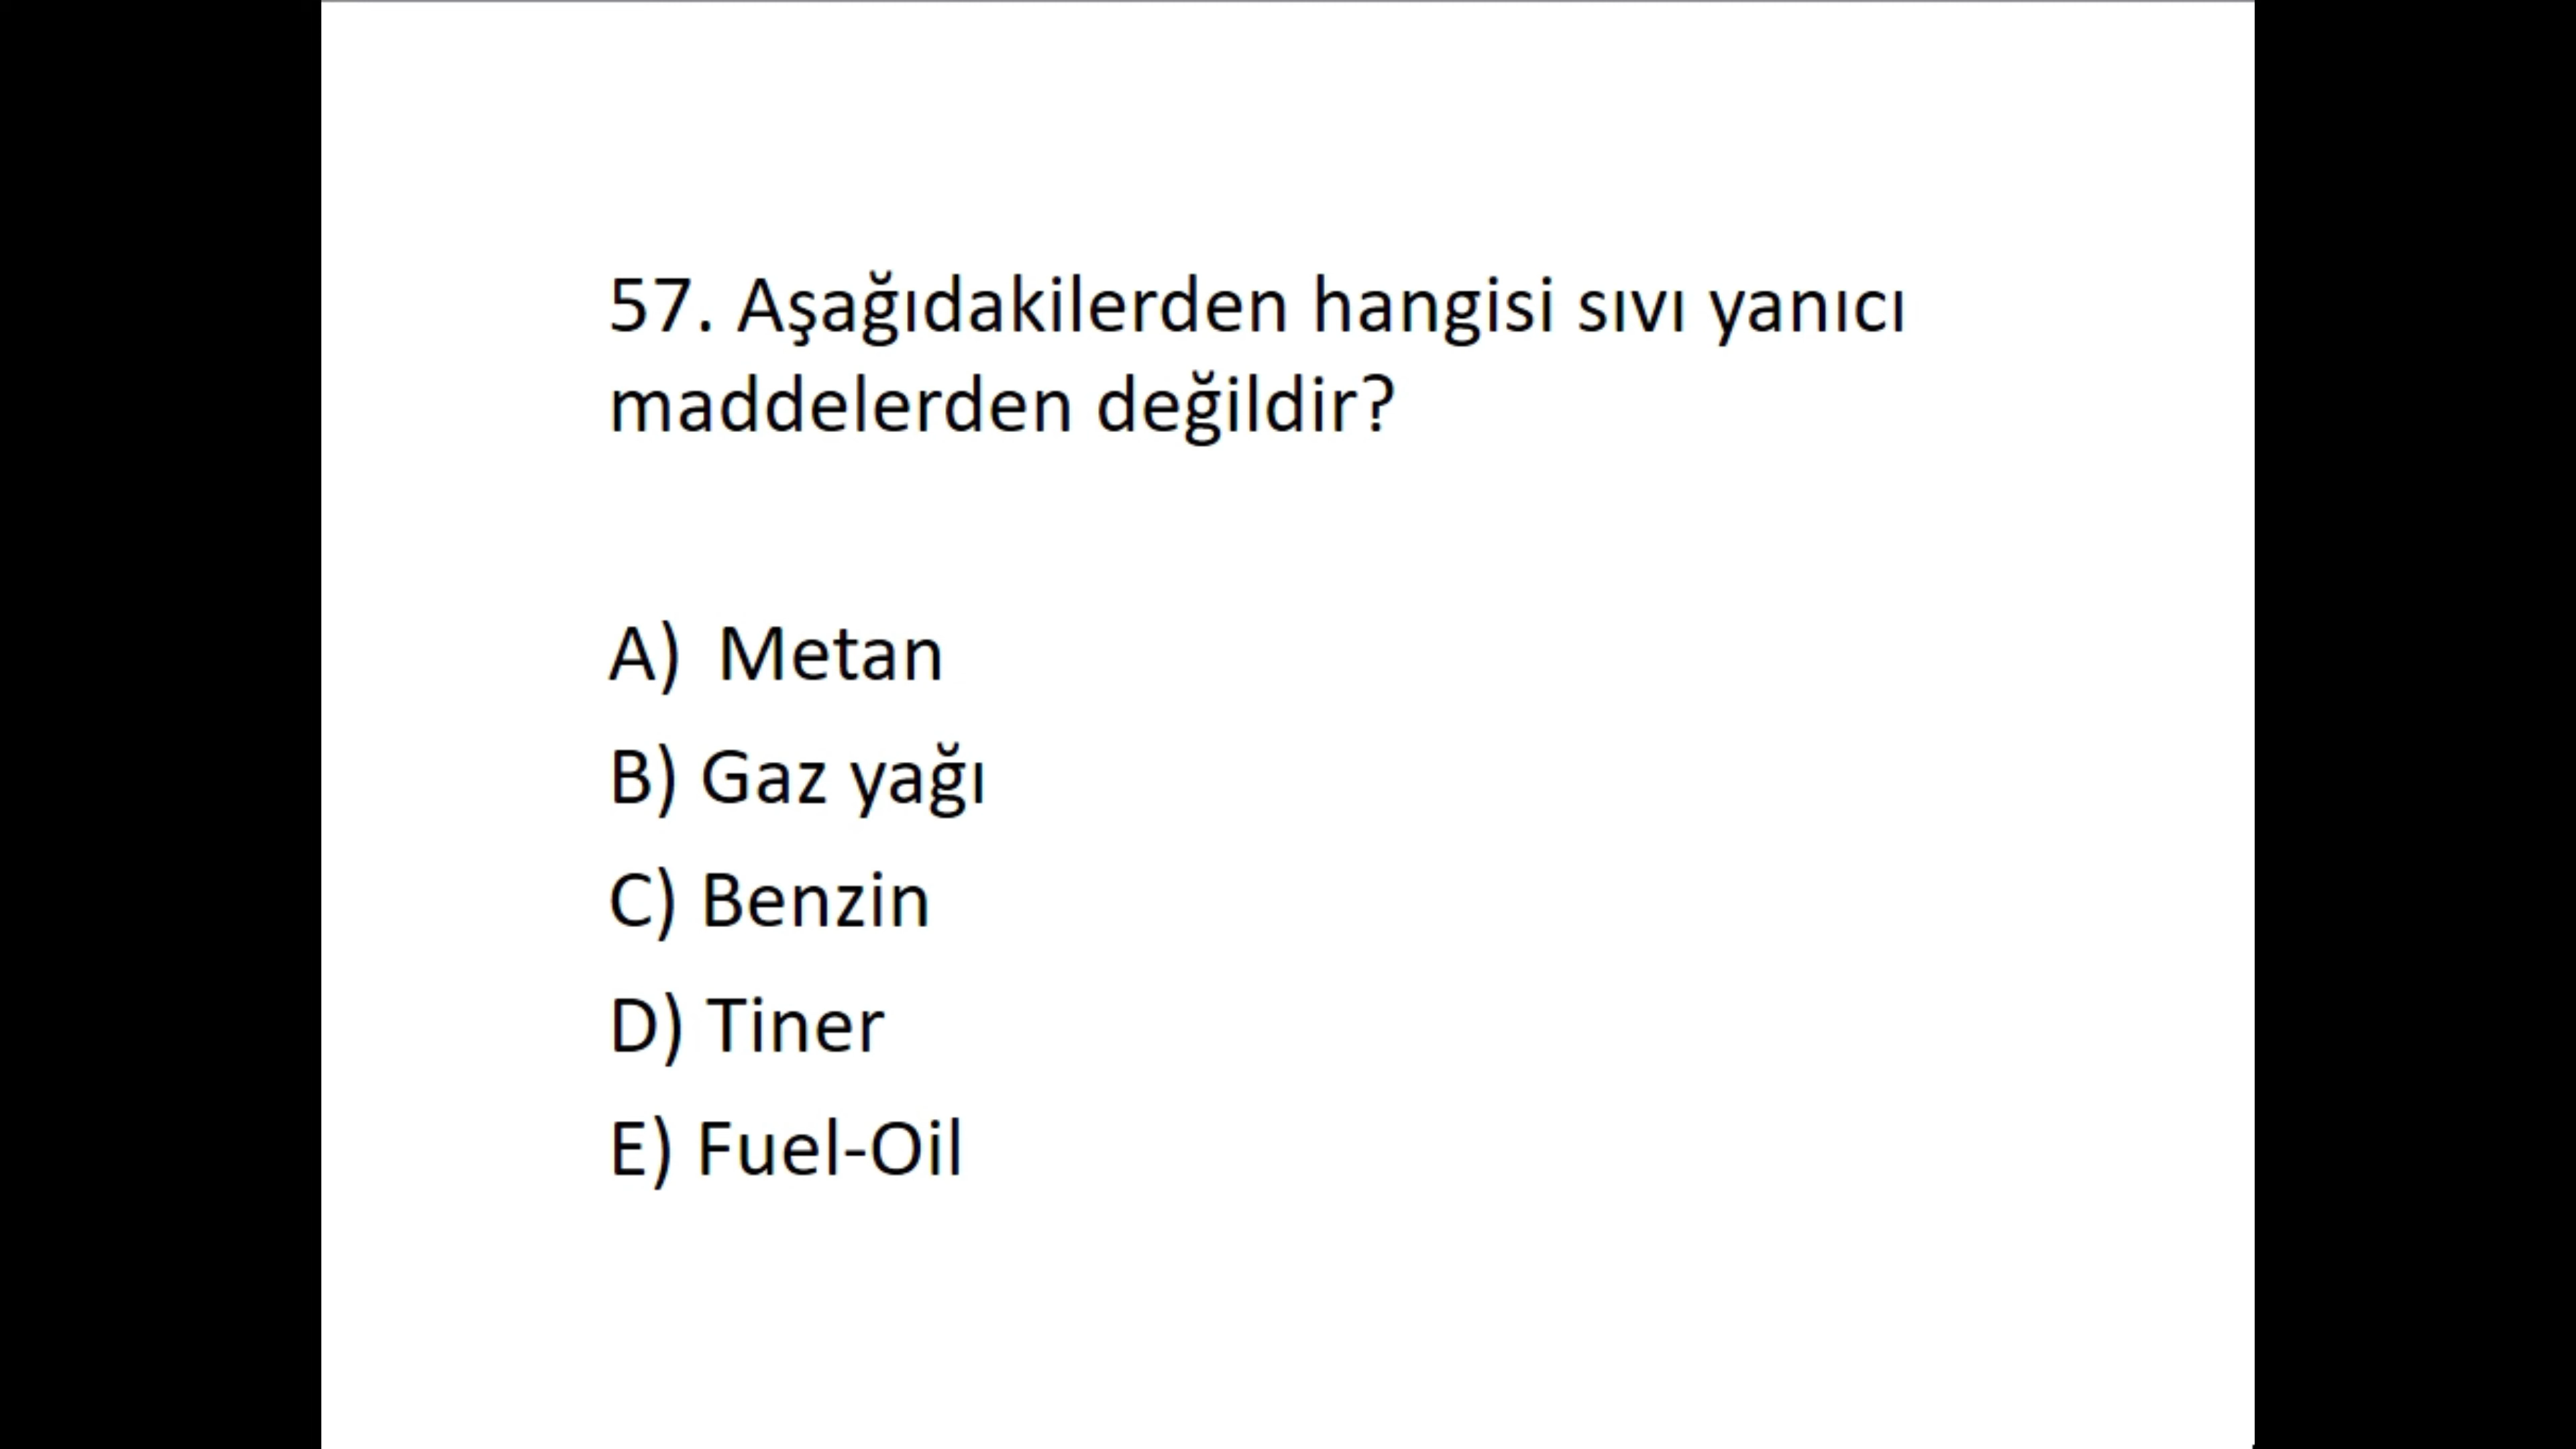 57. Aşağıdakilerden hangisi sıvı yanıcı
maddelerden değildir?
A) Metan
B) Gaz yağı
C) Benzin
D) Tiner
E) Fuel-Oil